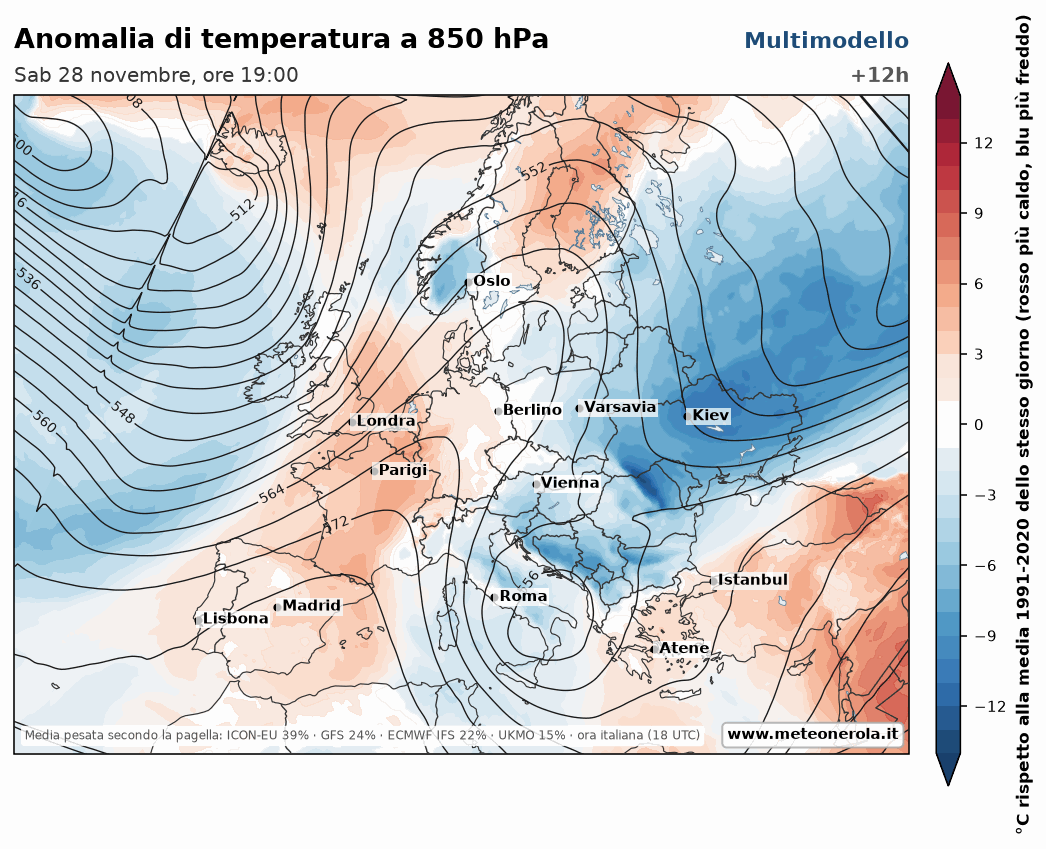 Anomalia di temperatura a 850 hPa
Multimodello
Sab 28 novembre, ore 19:00
+12h
512
552
536
548
560
564
572
Oslo
Londra
Berlino
Varsavia
Kiev
Parigi
Vienna
Roma
Istanbul
Madrid
Lisbona
Atene
Media pesata secondo la pagella: ICON-EU 39% · GFS 24% · ECMWF IFS 22% · UKMO 15% · ora italiana (18 UTC)
www.meteonerola.it
12
9
6
3
0
−3
−6
−9
−12
°C rispetto alla media 1991-2020 dello stesso giorno (rosso più caldo, blu più freddo)